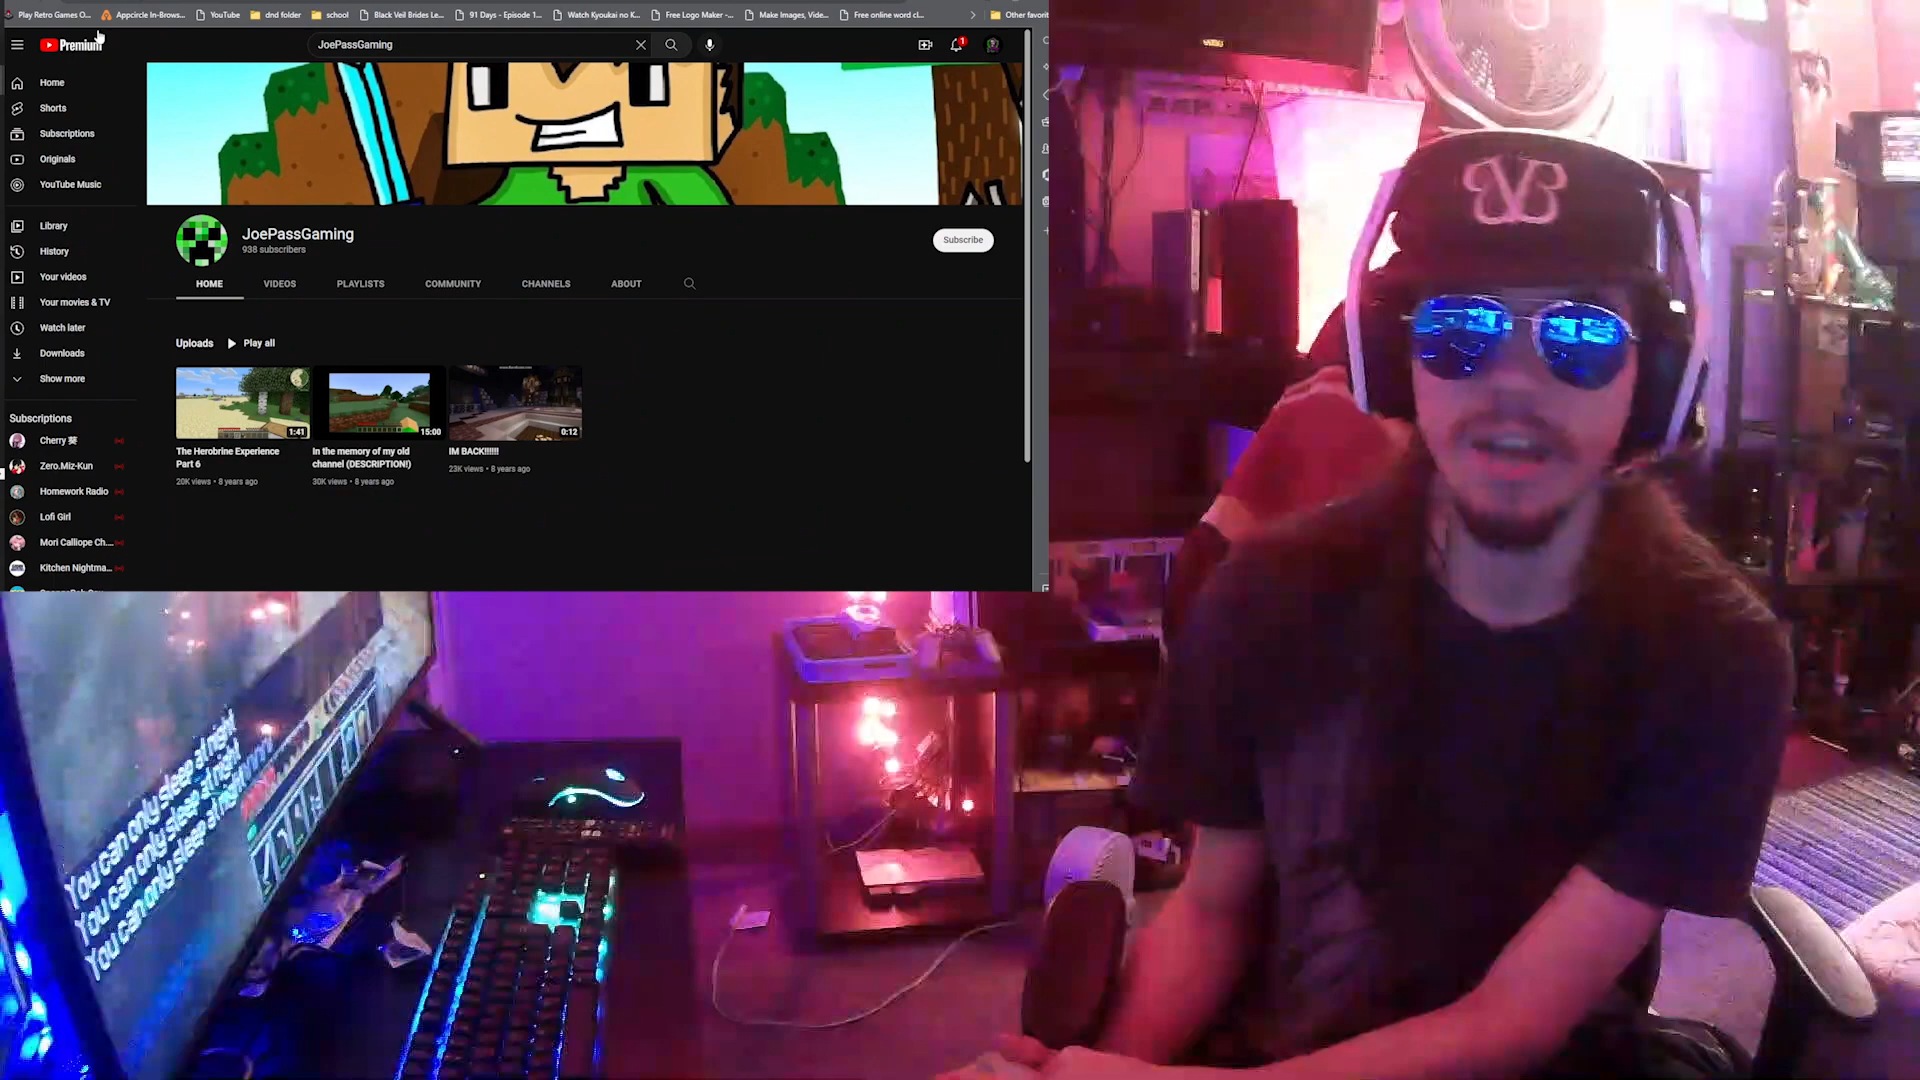 Play Retro Games O...
Appcircle In-Brows...
YouTube
dnd folder
school
Black Veil Brides Le...
91 Days - Episode 1...
Watch Kyoukai no K...
Free Logo Maker -...
Make Images, Vide...
Free online word cl...
Other favorit
Premium
JoePassGaming
1
Home
Shorts
Subscriptions
Originals
YouTube Music
Library
History
Your videos
Your movies & TV
Watch later
Downloads
Show more
Subscriptions
Cherry 葵
Zero.Miz-Kun
Homework Radio
Lofi Girl
Mori Calliope Ch....
Kitchen Nightma...
JoePassGaming
938 subscribers
Subscribe
HOME
VIDEOS
PLAYLISTS
COMMUNITY
CHANNELS
ABOUT
Uploads
Play all
1:41
15:00
0:12
The Herobrine Experience
Part 6
20K views • 8 years ago
In the memory of my old
channel (DESCRIPTION!)
30K views • 8 years ago
IM BACK!!!!!!
23K views • 8 years ago
You can only sleep at night
You can only sleep at night
You can only sleep at night